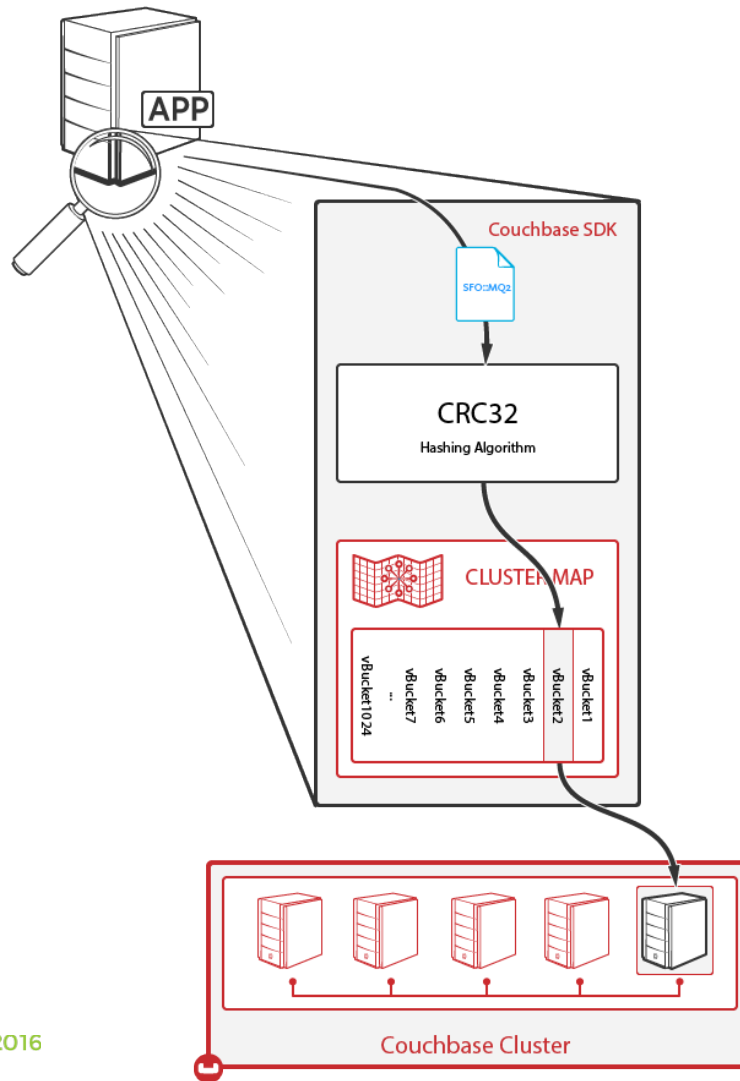 APP
Couchbase SDK
SFO::MQ2
CRC32
Hashing Algorithm
CLUSTER MAP
vBucket1024
...
vBucket7
vBucket6
vBucket5
vBucket4
vBucket3
vBucket2
vBucket1
Couchbase Cluster
2016